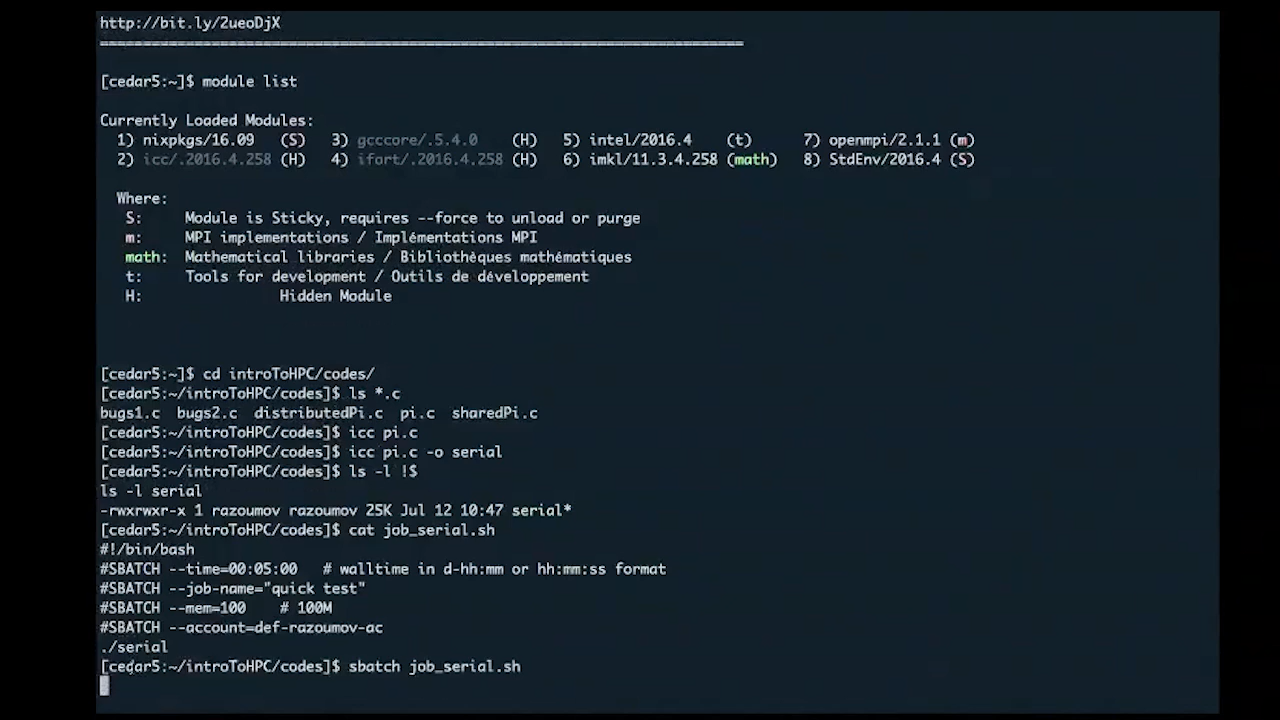 http://bit.ly/2ueoDjX
===========================================================================
[cedar5:~]$ module list
Currently Loaded Modules:
1) nixpkgs/16.09 (S) 3) gcccore/.5.4.0 (H) 5) intel/2016.4 (t) 7) openmpi/2.1.1 (m)
2) icc/.2016.4.258 (H) 4) ifort/.2016.4.258 (H) 6) imkl/11.3.4.258 (math) 8) StdEnv/2016.4 (S)
Where:
S: Module is Sticky, requires --force to unload or purge
m: MPI implementations / Implémentations MPI
math: Mathematical libraries / Bibliothèques mathématiques
t: Tools for development / Outils de développement
H: Hidden Module
[cedar5:~]$ cd introToHPC/codes/
[cedar5:~/introToHPC/codes]$ ls *.c
bugs1.c bugs2.c distributedPi.c pi.c sharedPi.c
[cedar5:~/introToHPC/codes]$ icc pi.c
[cedar5:~/introToHPC/codes]$ icc pi.c -o serial
[cedar5:~/introToHPC/codes]$ ls -l !$
ls -l serial
-rwxrwxr-x 1 razoumov razoumov 25K Jul 12 10:47 serial*
[cedar5:~/introToHPC/codes]$ cat job_serial.sh
#!/bin/bash
#SBATCH --time=00:05:00 # walltime in d-hh:mm or hh:mm:ss format
#SBATCH --job-name="quick test"
#SBATCH --mem=100 # 100M
#SBATCH --account=def-razoumov-ac
./serial
[cedar5:~/introToHPC/codes]$ sbatch job_serial.sh